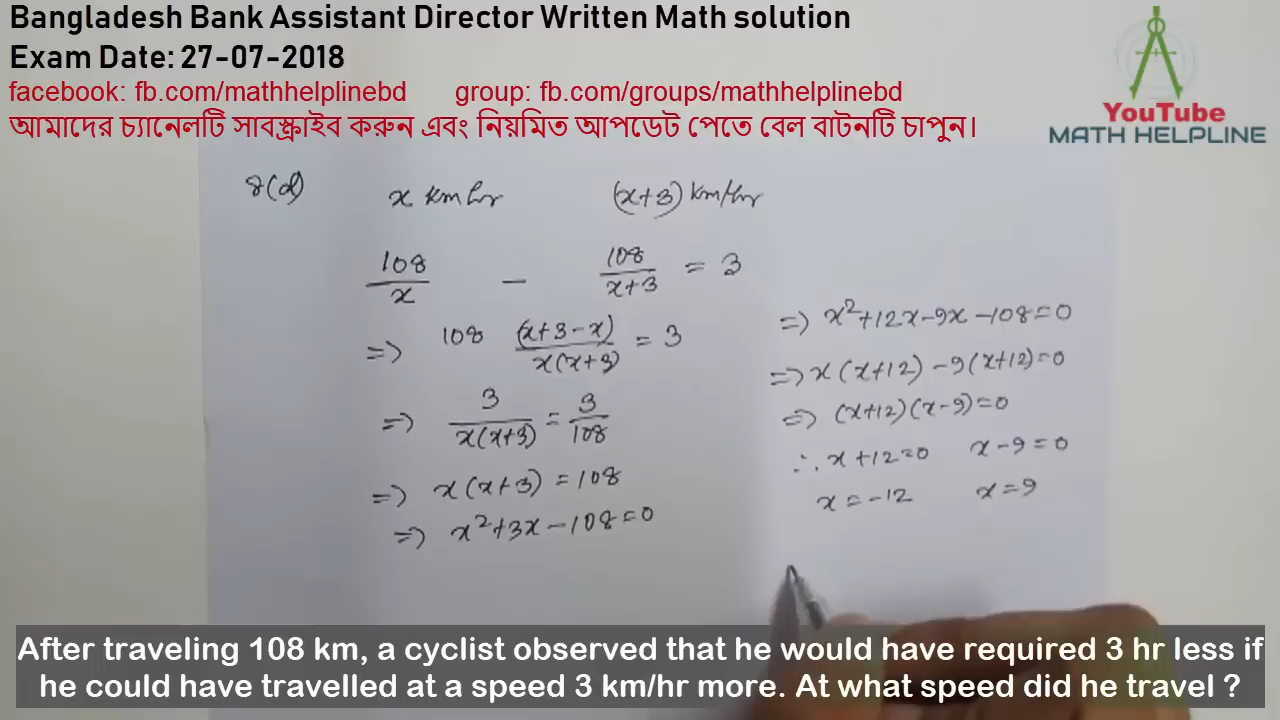 Bangladesh Bank Assistant Director Written Math solution
Exam Date: 27-07-2018
facebook: fb.com/mathhelplinebd group: fb.com/groups/mathhelplinebd
আমাদের চ্যানেলটি সাবস্ক্রাইব করুন এবং নিয়মিত আপডেট পেতে বেল বাটনটি চাপুন।
YouTube
MATH HELPLINE
8(d) x km/hr (x+3) km/hr
108/x - 108/(x+3) = 3
=> 108 (x+3-x)/x(x+3) = 3
=> 3/x(x+3) = 3/108
=> x(x+3) = 108
=> x²+3x-108=0
=> x²+12x-9x-108=0
=> x(x+12)-9(x+12)=0
=> (x+12)(x-9)=0
∴ x+12=0 x-9=0
x=-12 x=9
After traveling 108 km, a cyclist observed that he would have required 3 hr less if
he could have travelled at a speed 3 km/hr more. At what speed did he travel ?